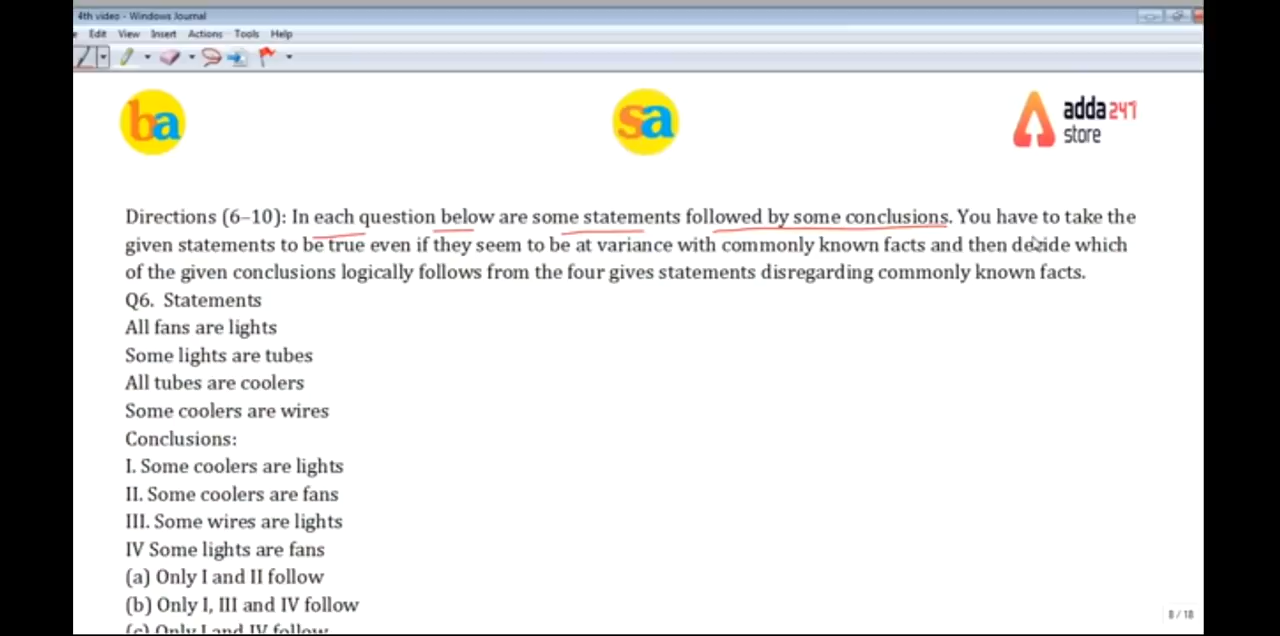 4th video - Windows Journal
Edit View Insert Actions Tools Help
ba
sa
adda247
store
Directions (6–10): In each question below are some statements followed by some conclusions. You have to take the
given statements to be true even if they seem to be at variance with commonly known facts and then decide which
of the given conclusions logically follows from the four gives statements disregarding commonly known facts.
Q6. Statements
All fans are lights
Some lights are tubes
All tubes are coolers
Some coolers are wires
Conclusions:
I. Some coolers are lights
II. Some coolers are fans
III. Some wires are lights
IV Some lights are fans
(a) Only I and II follow
(b) Only I, III and IV follow
(c) Only I and IV follow
8 / 18